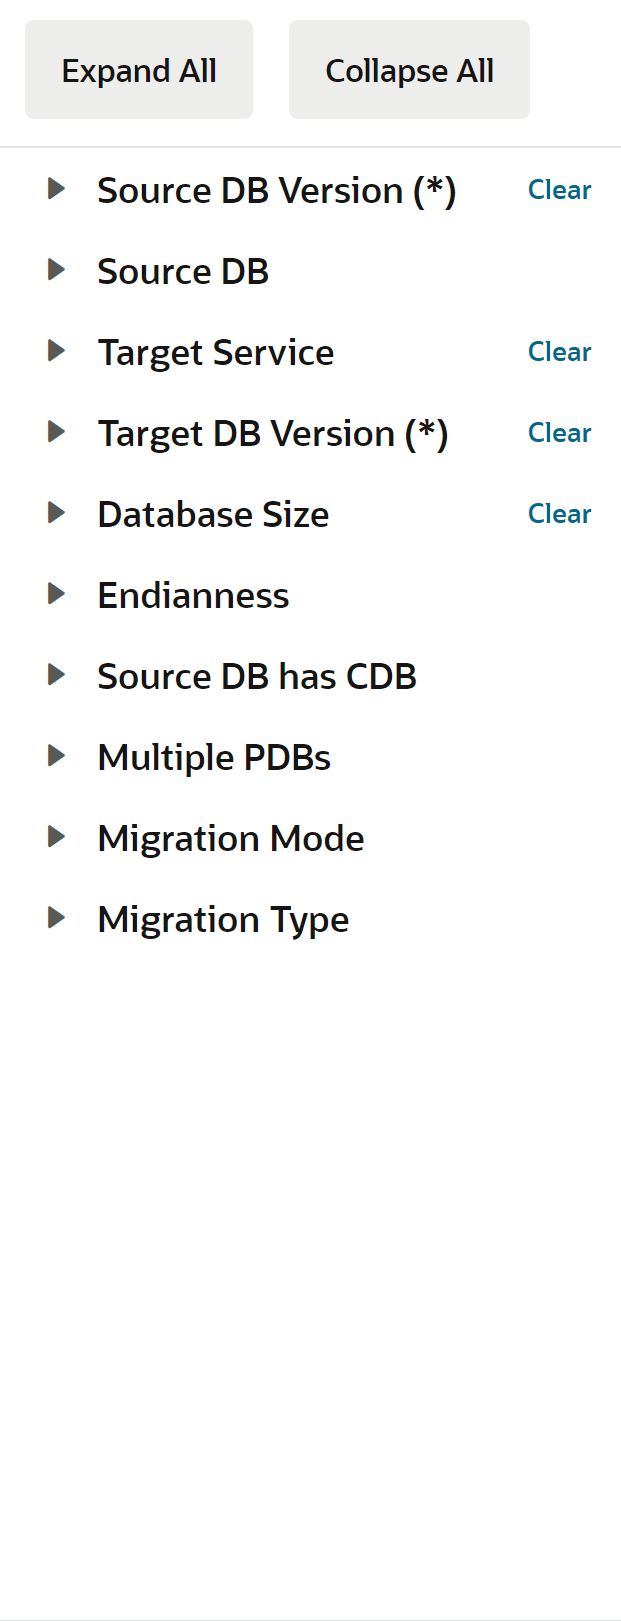 Expand All Collapse All
Source DB Version (*) Clear
Source DB
Target Service Clear
Target DB Version (*) Clear
Database Size Clear
Endianness
Source DB has CDB
Multiple PDBs
Migration Mode
Migration Type